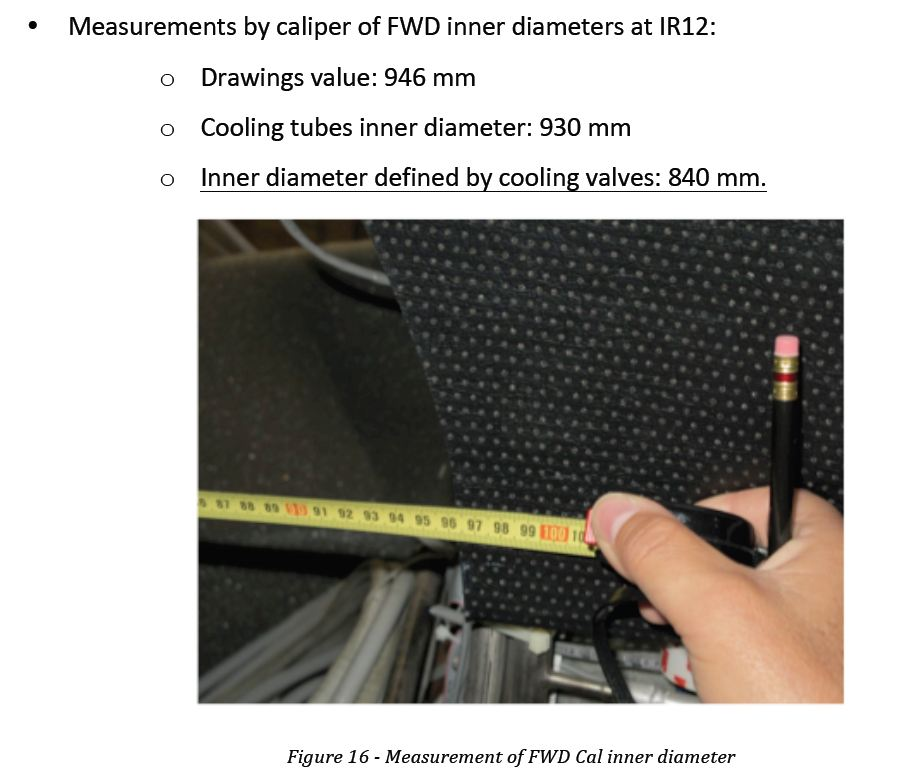 • Measurements by caliper of FWD inner diameters at IR12:
o Drawings value: 946 mm
o Cooling tubes inner diameter: 930 mm
o Inner diameter defined by cooling valves: 840 mm.
87 88 89 90 91 92 93 94 95 96 97 98 99 100 10
Figure 16 - Measurement of FWD Cal inner diameter